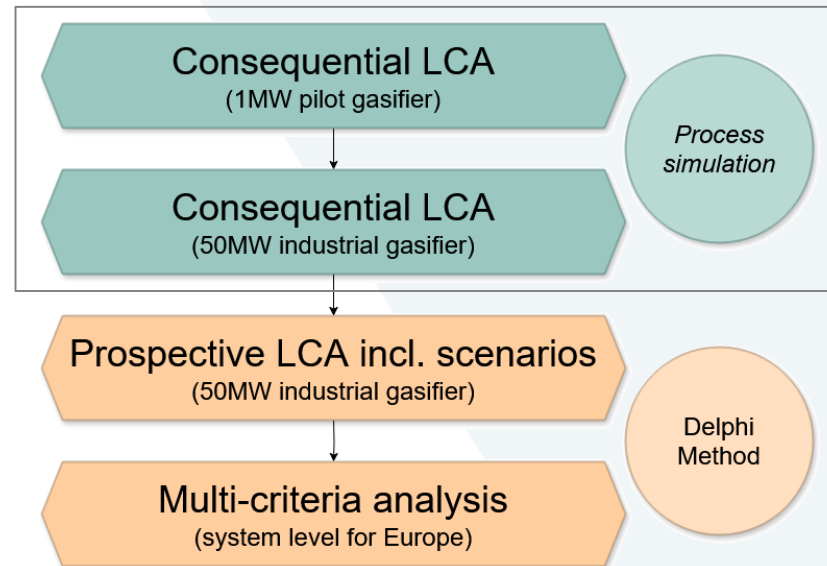 Consequential LCA
(1MW pilot gasifier)
Process
simulation
Consequential LCA
(50MW industrial gasifier)
Prospective LCA incl. scenarios
(50MW industrial gasifier)
Delphi
Method
Multi-criteria analysis
(system level for Europe)